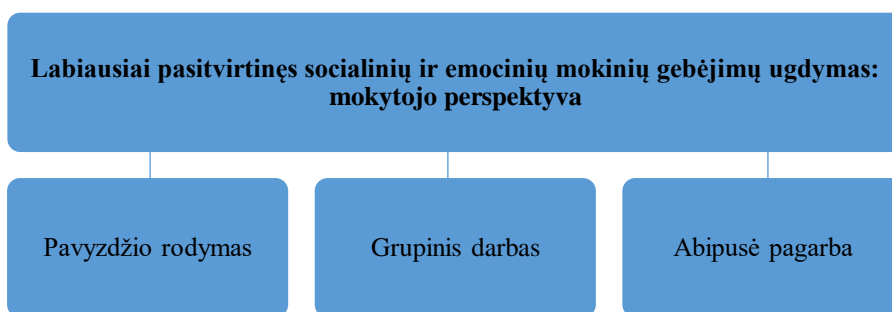 Labiausiai pasitvirtinęs socialinių ir emocinių mokinių gebėjimų ugdymas:
mokytojo perspektyva
Pavyzdžio rodymas
Grupinis darbas
Abipusė pagarba